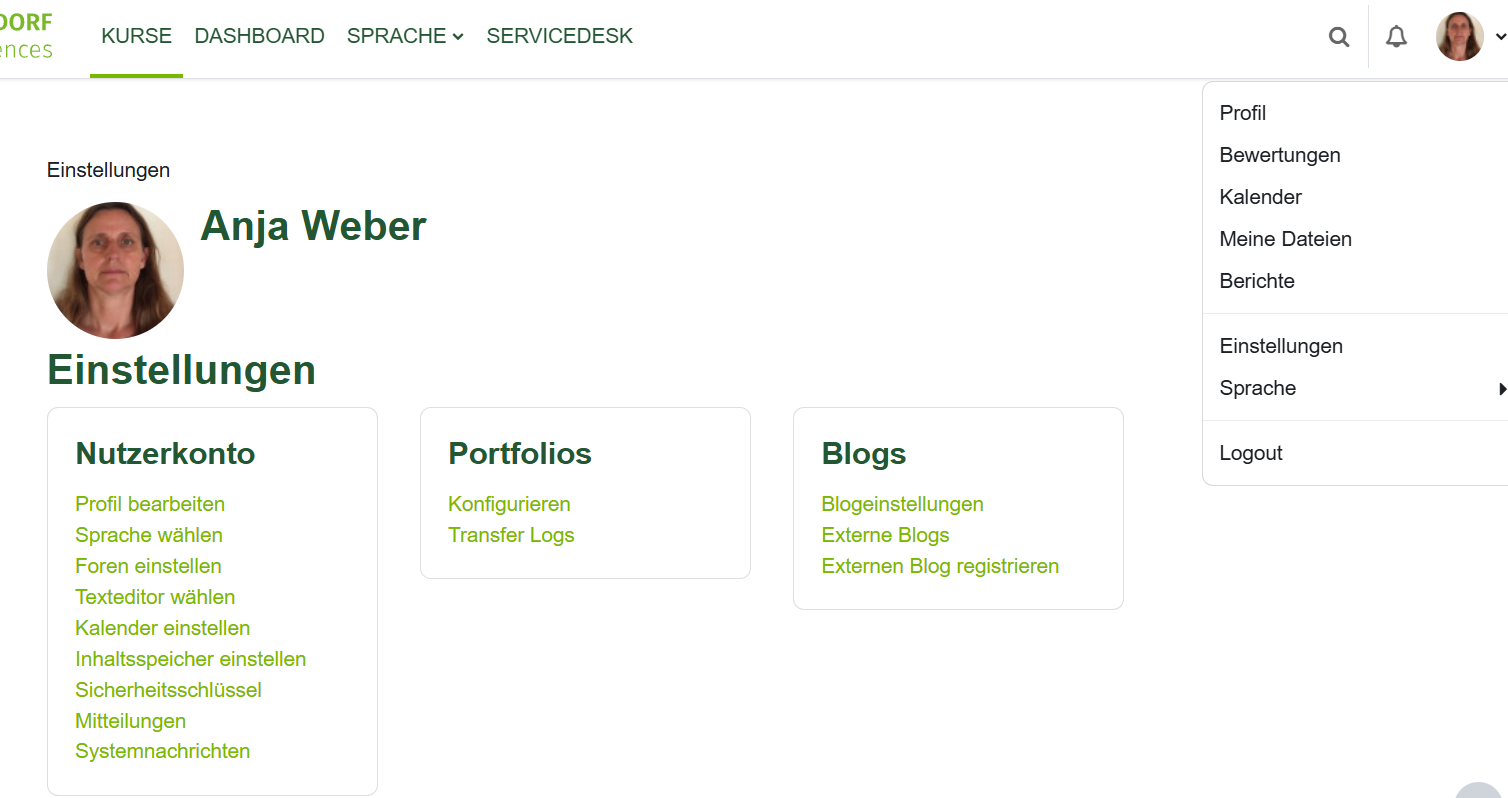 DORF
ences
KURSE DASHBOARD SPRACHE SERVICEDESK
Profil
Bewertungen
Kalender
Meine Dateien
Berichte
Einstellungen
Sprache
Logout
Einstellungen
Anja Weber
Einstellungen
Nutzerkonto
Profil bearbeiten
Sprache wählen
Foren einstellen
Texteditor wählen
Kalender einstellen
Inhaltsspeicher einstellen
Sicherheitsschlüssel
Mitteilungen
Systemnachrichten
Portfolios
Konfigurieren
Transfer Logs
Blogs
Blogeinstellungen
Externe Blogs
Externen Blog registrieren